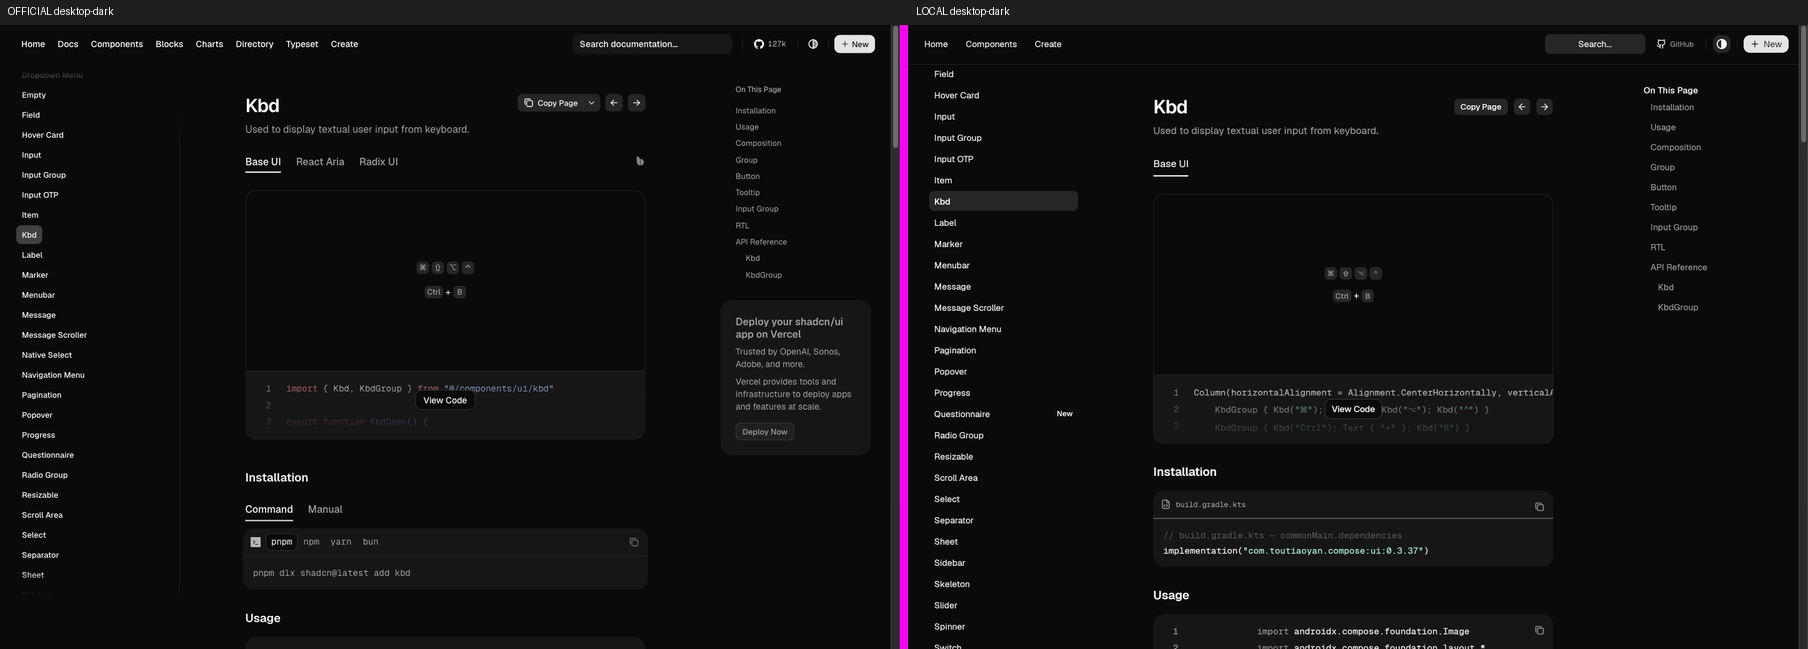 OFFICIAL desktop-dark
Home Docs Components Blocks Charts Directory Typeset Create
Search documentation...
127k
+ New
Dropdown Menu
Empty
Field
Hover Card
Input
Input Group
Input OTP
Item
Kbd
Label
Marker
Menubar
Message
Message Scroller
Native Select
Navigation Menu
Pagination
Popover
Progress
Questionnaire
Radio Group
Resizable
Scroll Area
Select
Separator
Sheet
Kbd
Copy Page
Used to display textual user input from keyboard.
Base UI React Aria Radix UI
⌘ ⇧ ⌥ ⌃
Ctrl + B
1 import { Kbd, KbdGroup } from "@/components/ui/kbd"
2
View Code
3 export function KbdDemo() {
Installation
Command Manual
pnpm npm yarn bun
pnpm dlx shadcn@latest add kbd
Usage
On This Page
Installation
Usage
Composition
Group
Button
Tooltip
Input Group
RTL
API Reference
Kbd
KbdGroup
Deploy your shadcn/ui
app on Vercel
Trusted by OpenAI, Sonos,
Adobe, and more.
Vercel provides tools and
infrastructure to deploy apps
and features at scale.
Deploy Now
LOCAL desktop-dark
Home Components Create
Search...
GitHub
+ New
Field
Hover Card
Input
Input Group
Input OTP
Item
Kbd
Label
Marker
Menubar
Message
Message Scroller
Navigation Menu
Pagination
Popover
Progress
Questionnaire New
Radio Group
Resizable
Scroll Area
Select
Separator
Sheet
Sidebar
Skeleton
Slider
Spinner
Switch
Kbd
Copy Page
Used to display textual user input from keyboard.
Base UI
⌘ ⇧ ⌥ ⌃
Ctrl + B
1 Column(horizontalAlignment = Alignment.CenterHorizontally, vertical
2 KbdGroup { Kbd("⌘"); View Code Kbd("⌥"); Kbd("⌃") }
3 KbdGroup { Kbd("Ctrl"); Text { "+" }; Kbd("B") }
Installation
build.gradle.kts
// build.gradle.kts — commonMain.dependencies
implementation("com.toutiaoyan.compose:ui:0.3.37")
Usage
1 import androidx.compose.foundation.Image
2 import androidx.compose.foundation.layout.*
On This Page
Installation
Usage
Composition
Group
Button
Tooltip
Input Group
RTL
API Reference
Kbd
KbdGroup